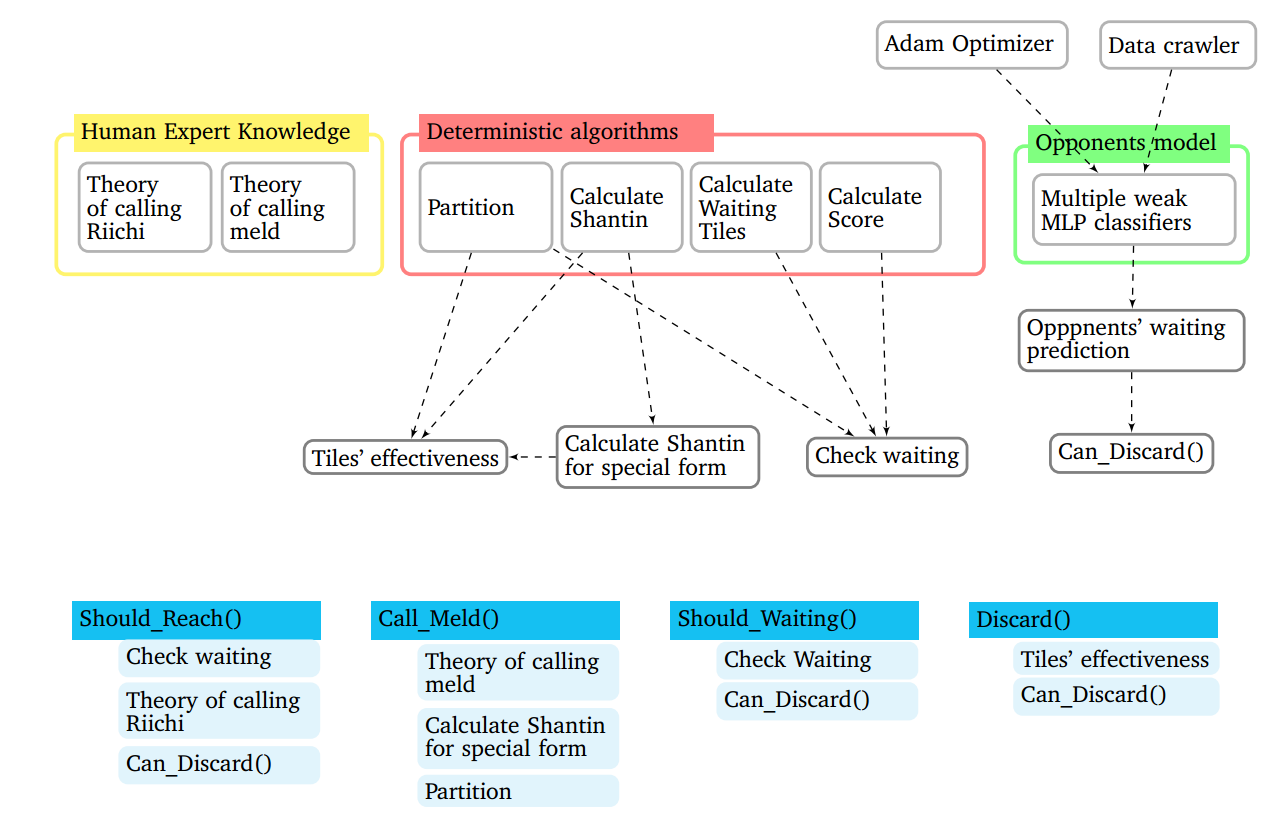 Adam Optimizer
Data crawler
Human Expert Knowledge
Deterministic algorithms
Opponents model
Theory
of calling
Riichi
Theory
of calling
meld
Partition
Calculate
Shantin
Calculate
Waiting
Tiles
Calculate
Score
Multiple weak
MLP classifiers
Opppnents’ waiting
prediction
Tiles’ effectiveness
Calculate Shantin
for special form
Check waiting
Can_Discard()
Should_Reach()
Check waiting
Theory of calling
Riichi
Can_Discard()
Call_Meld()
Theory of calling
meld
Calculate Shantin
for special form
Partition
Should_Waiting()
Check Waiting
Can_Discard()
Discard()
Tiles’ effectiveness
Can_Discard()